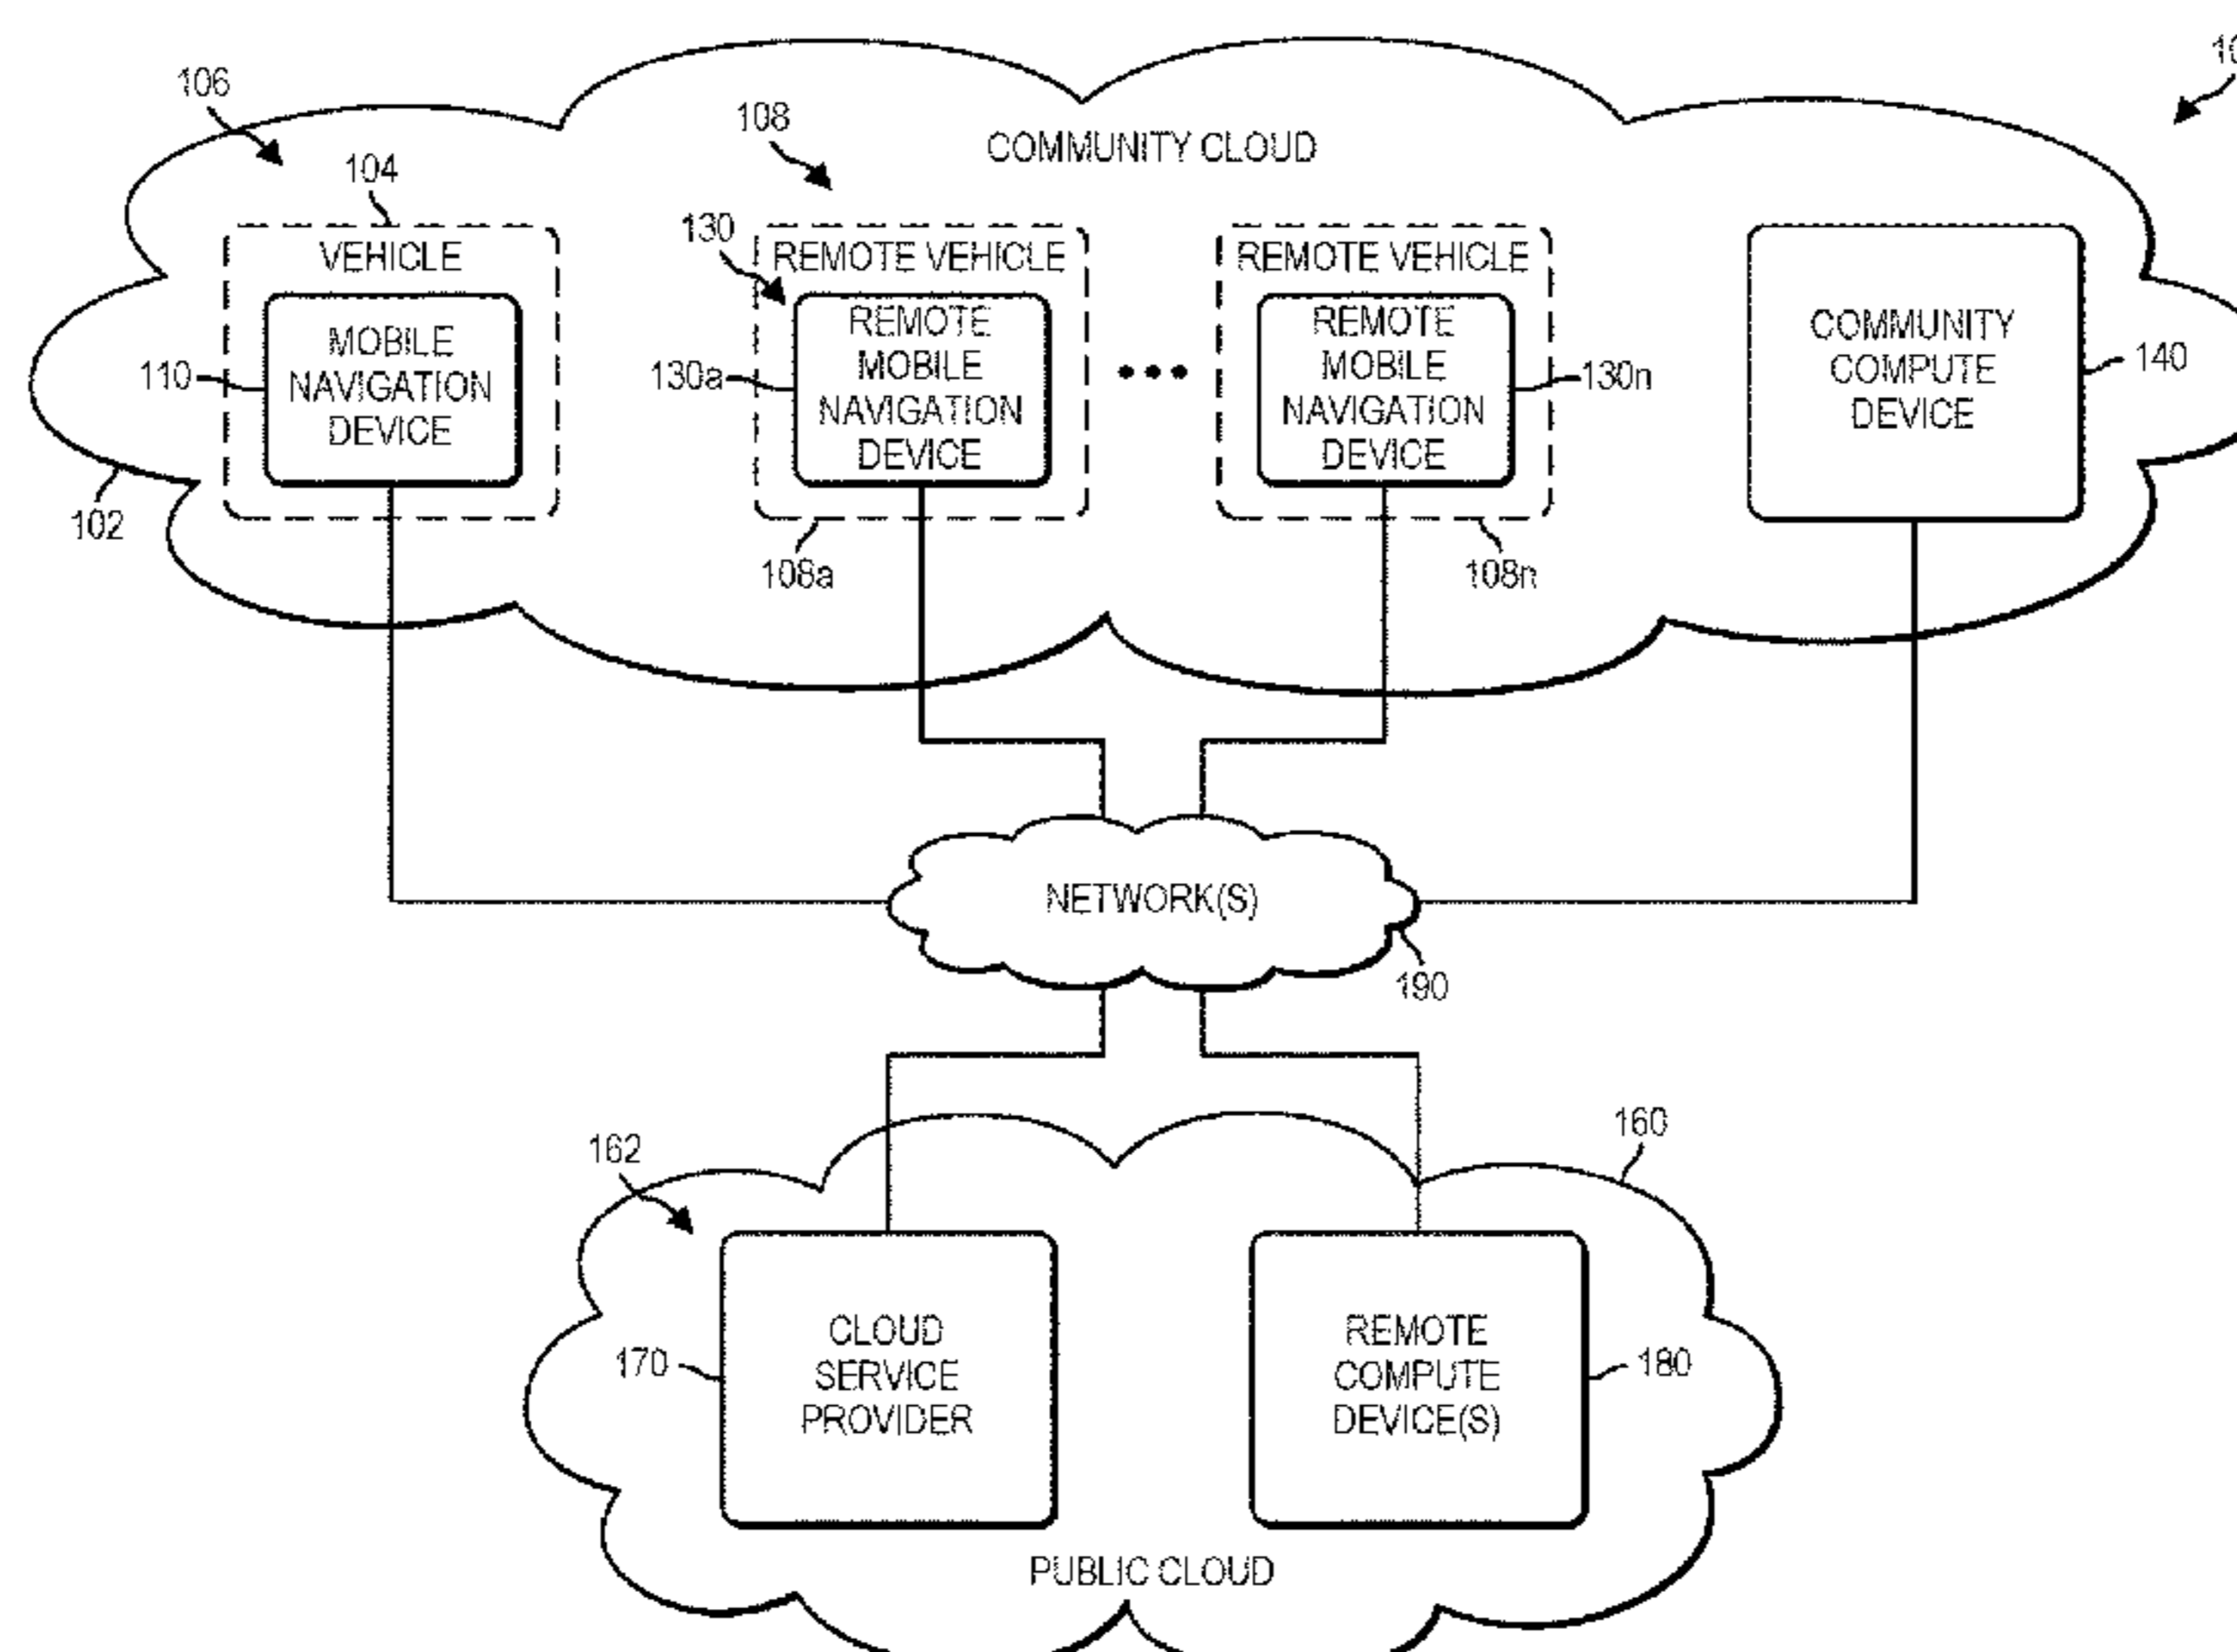 106
104
108
COMMUNITY CLOUD
VEHICLE
130
REMOTE VEHICLE
REMOTE VEHICLE
110
MOBILE
NAVIGATION
DEVICE
130a
REMOTE
MOBILE
NAVIGATION
DEVICE
REMOTE
MOBILE
NAVIGATION
DEVICE
130n
COMMUNITY
COMPUTE
DEVICE
140
102
108a
108n
NETWORK(S)
190
162
160
170
CLOUD
SERVICE
PROVIDER
REMOTE
COMPUTE
DEVICE(S)
180
PUBLIC CLOUD